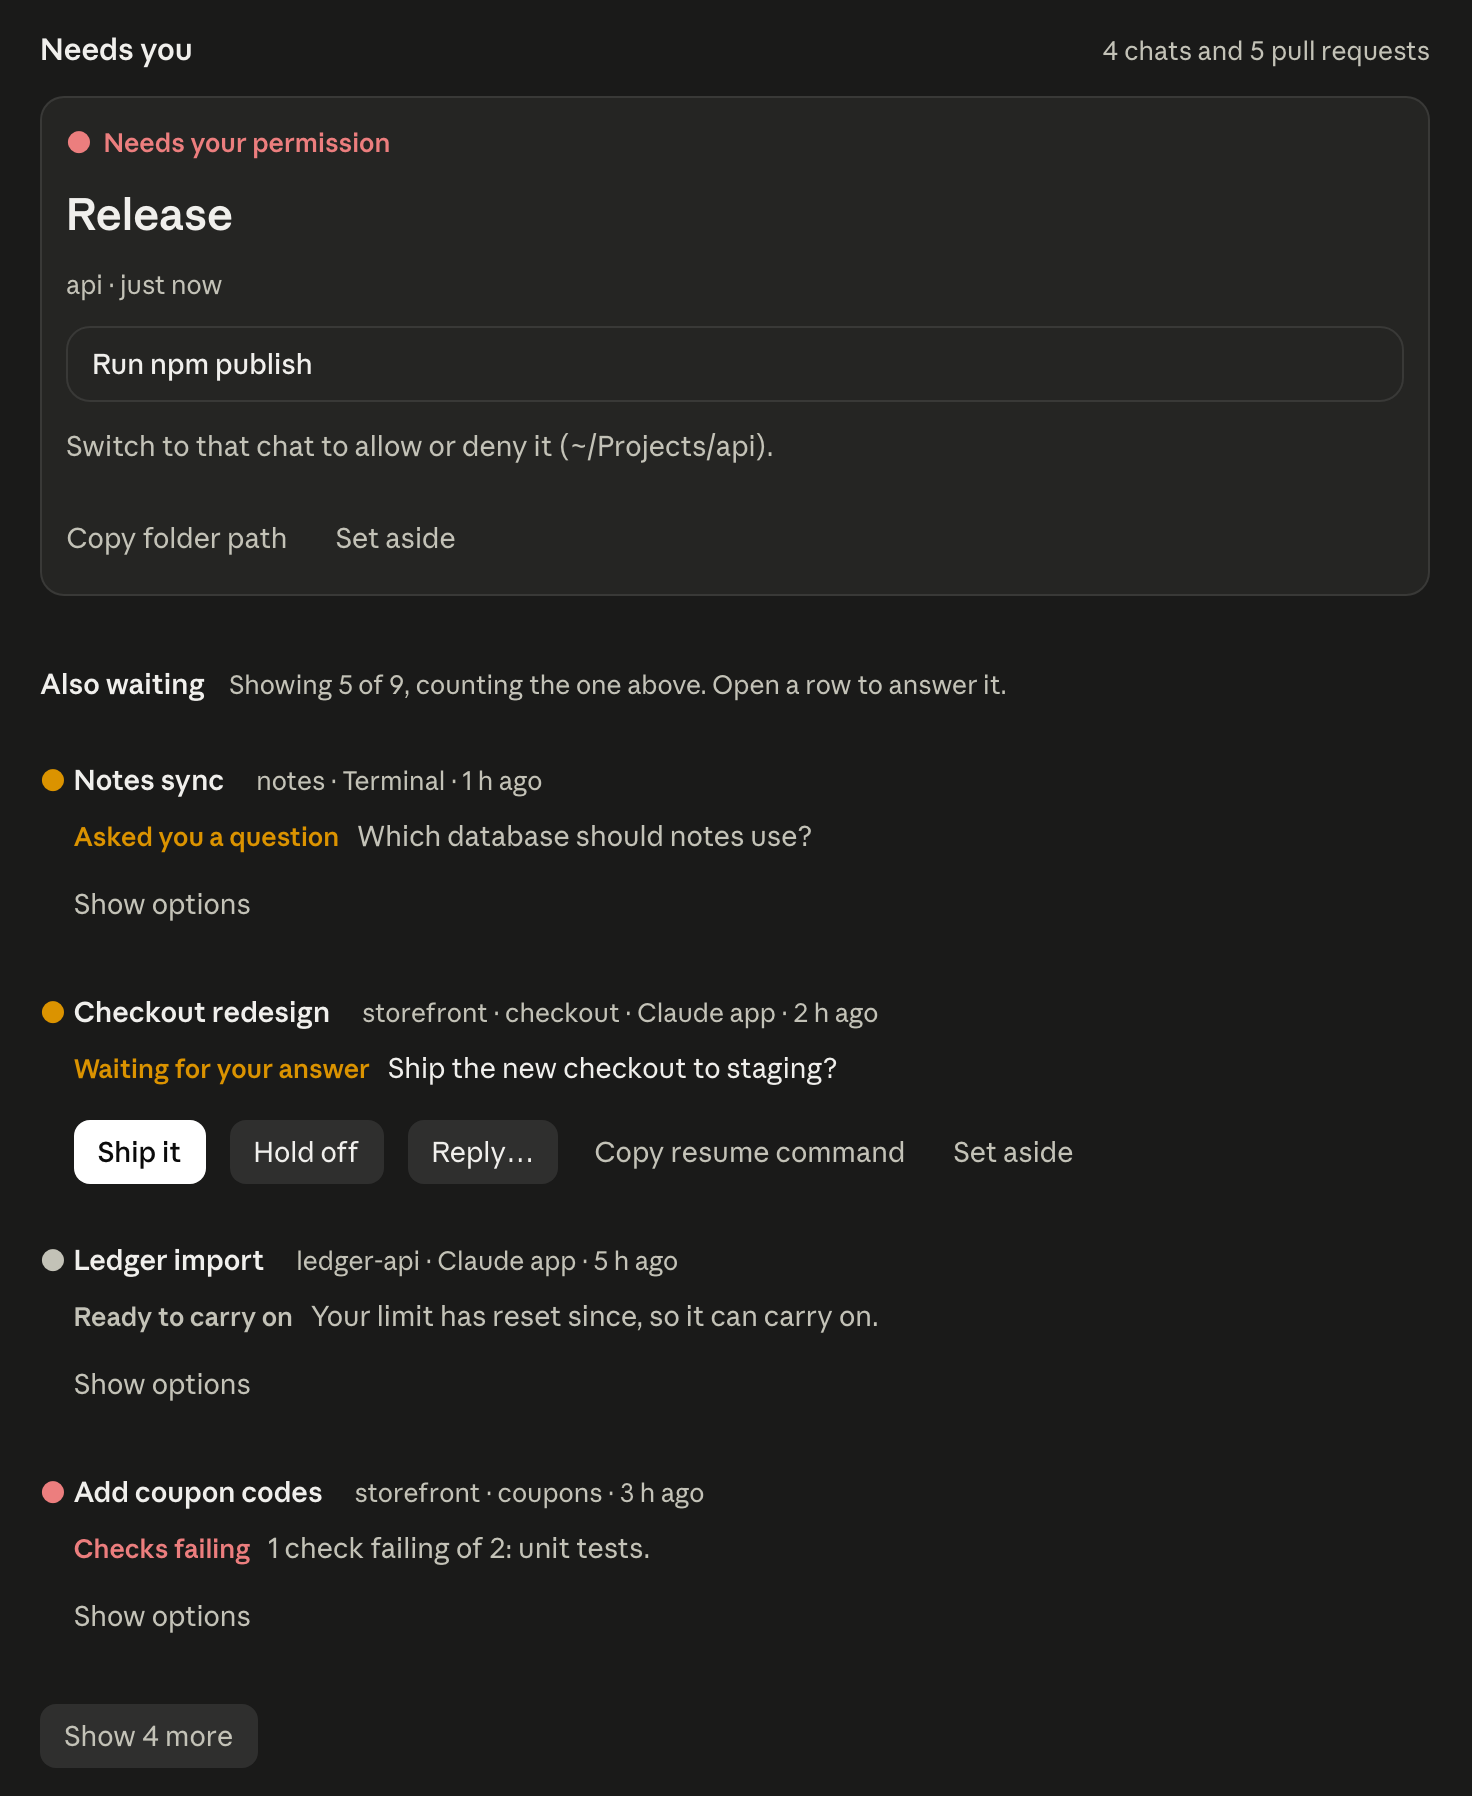 Needs you
4 chats and 5 pull requests
Needs your permission
Release
api · just now
Run npm publish
Switch to that chat to allow or deny it (~/Projects/api).
Copy folder path Set aside
Also waiting Showing 5 of 9, counting the one above. Open a row to answer it.
Notes sync notes · Terminal · 1 h ago
Asked you a question Which database should notes use?
Show options
Checkout redesign storefront · checkout · Claude app · 2 h ago
Waiting for your answer Ship the new checkout to staging?
Ship it Hold off Reply… Copy resume command Set aside
Ledger import ledger-api · Claude app · 5 h ago
Ready to carry on Your limit has reset since, so it can carry on.
Show options
Add coupon codes storefront · coupons · 3 h ago
Checks failing 1 check failing of 2: unit tests.
Show options
Show 4 more